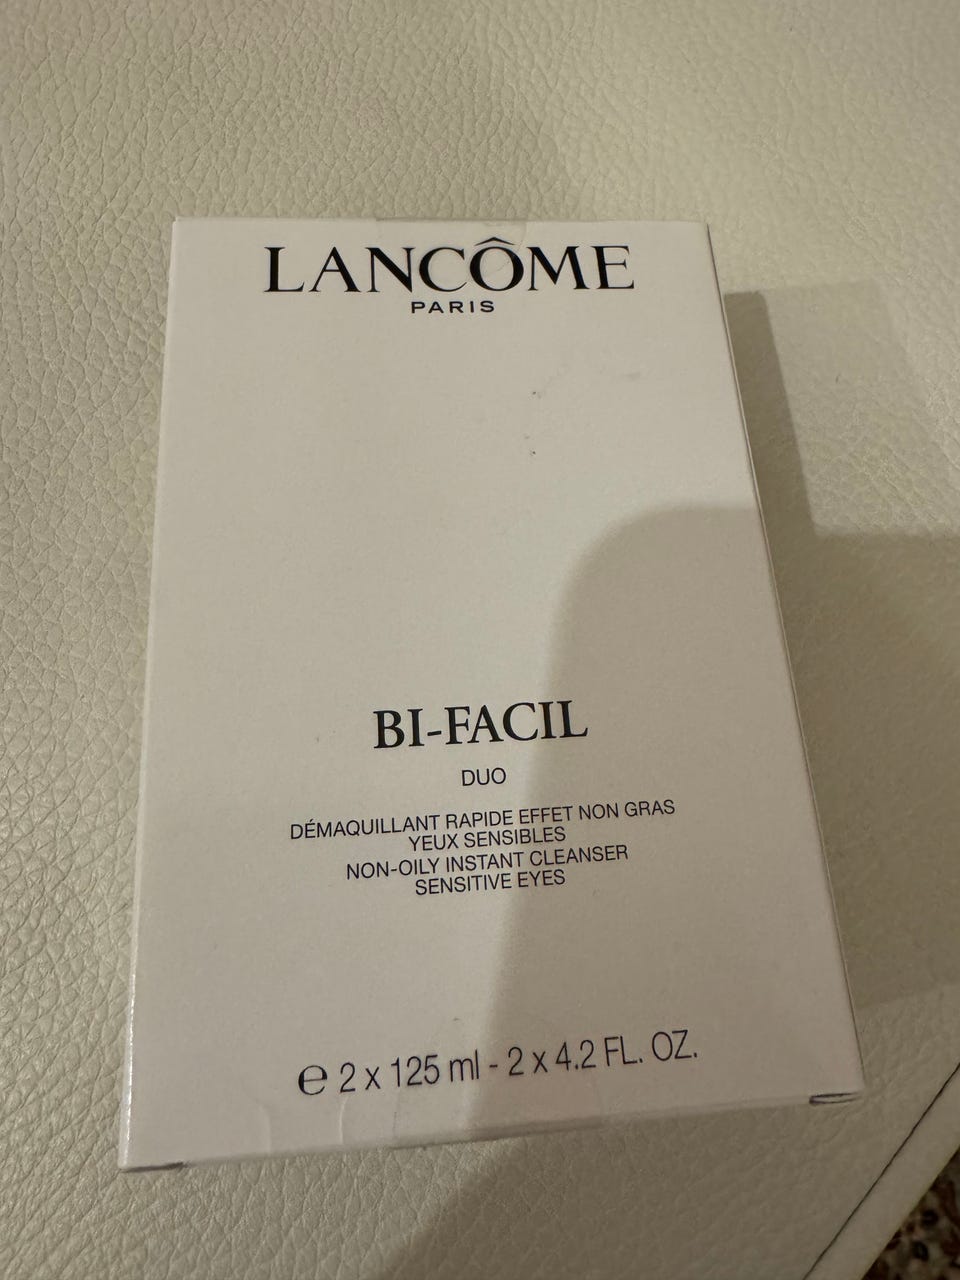 LANCÔME
PARIS
BI-FACIL
DUO
DÉMAQUILLANT RAPIDE EFFET NON GRAS
YEUX SENSIBLES
NON-OILY INSTANT CLEANSER
SENSITIVE EYES
℮ 2 x 125 ml - 2 x 4.2 FL. OZ.